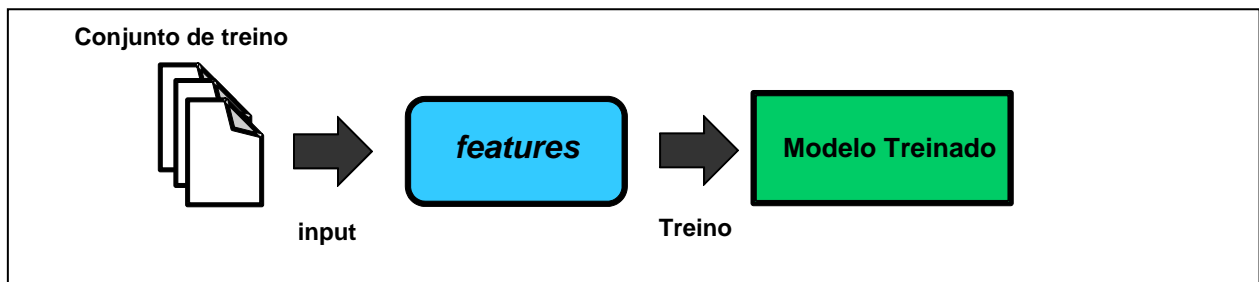 Conjunto de treino
features
Modelo Treinado
input
Treino